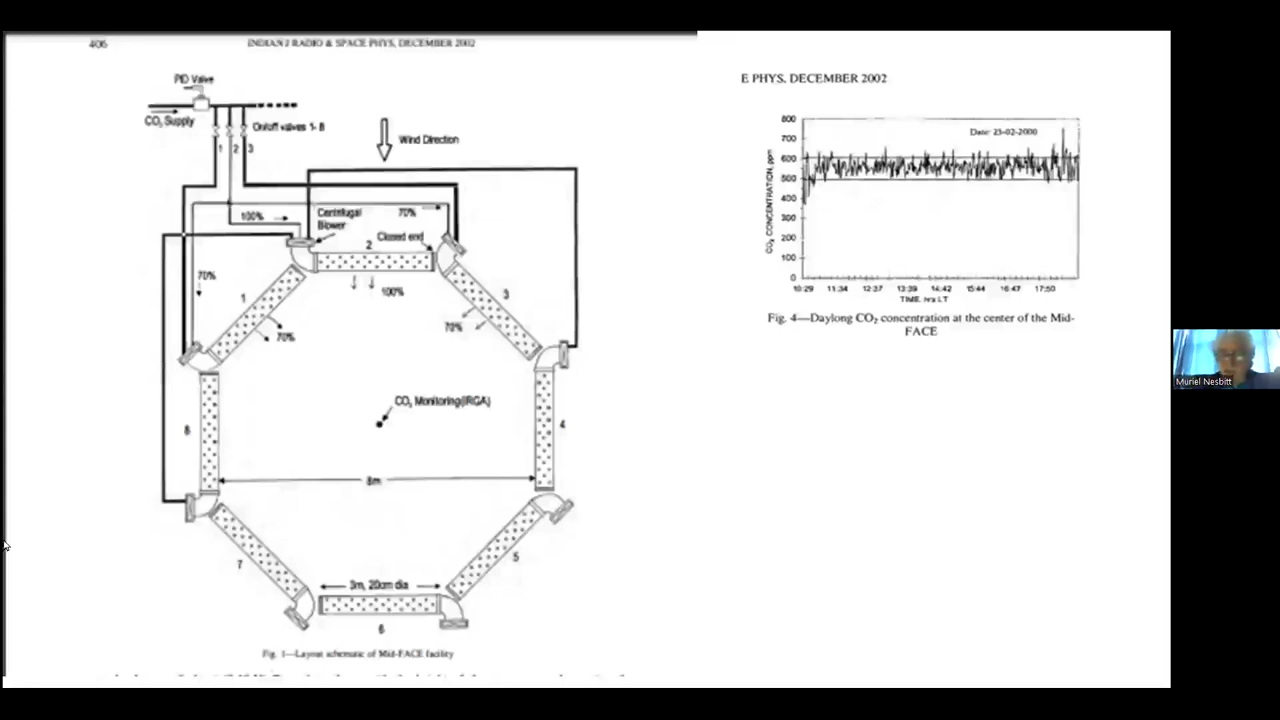 406
INDIAN J RADIO & SPACE PHYS, DECEMBER 2002
PID Valve
CO2 Supply
On/off valves 1- 8
1 2 3
Wind Direction
100%
Centrifugal
Blower
70%
Closed end
2
70%
1
100%
3
70%
70%
CO2 Monitoring(IRGA)
8
4
8m
7
5
3m, 20cm dia
6
Fig. 1—Layout schematic of Mid-FACE facility
E PHYS, DECEMBER 2002
CO2 CONCENTRATION, ppm
800
700
600
500
400
300
200
100
0
Date: 23-02-2000
10:29 11:34 12:37 13:39 14:42 15:44 16:47 17:50
TIME, hrs LT
Fig. 4—Daylong CO2 concentration at the center of the Mid-
FACE
Muriel Nesbitt